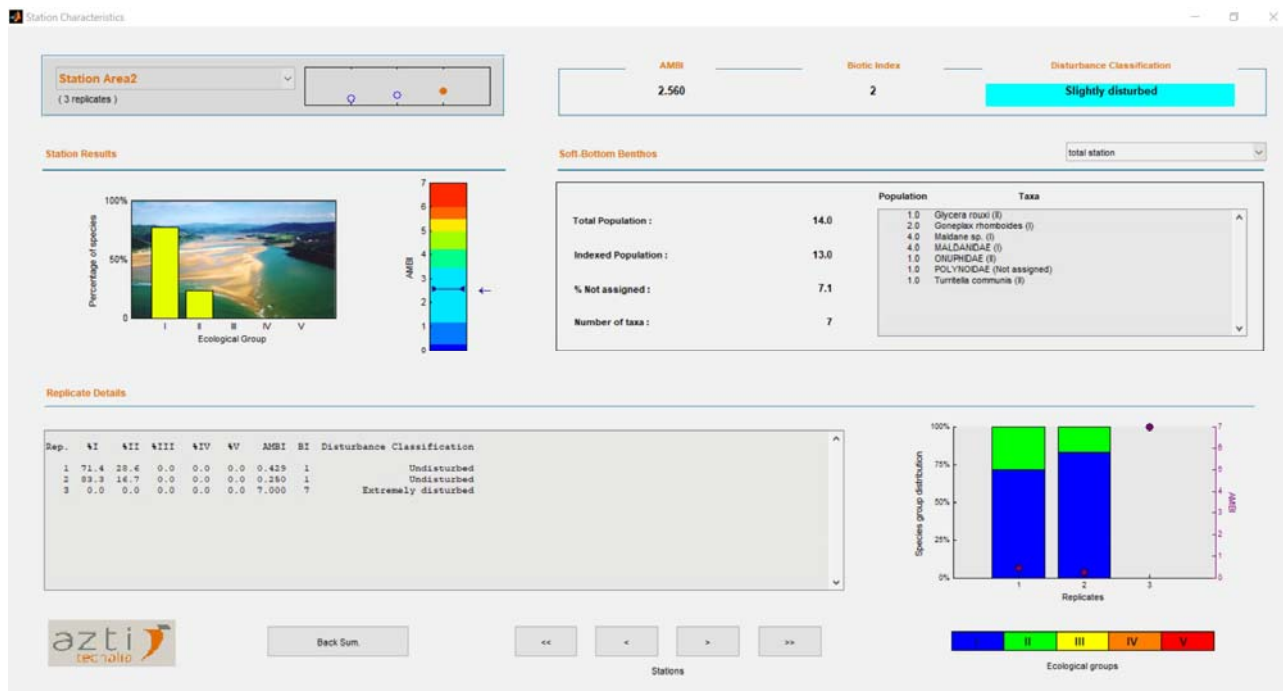 Station Characteristics
Station Area2
( 3 replicates )
AMBI Biotic Index Disturbance Classification
2.560 2 Slightly disturbed
Station Results
Soft-Bottom Benthos
total station
100%
50%
0
Percentage of species
I II III IV V
Ecological Group
7
6
5
4
3
2
1
0
AMBI
←
Total Population : 14.0
Indexed Population : 13.0
% Not assigned : 7.1
Number of taxa : 7
Population Taxa
1.0 Glycera rouxi (II)
2.0 Goneplax rhomboides (I)
4.0 Maldane sp. (I)
4.0 MALDANIDAE (I)
1.0 ONUPHIDAE (II)
1.0 POLYNOIDAE (Not assigned)
1.0 Turritella communis (II)
Replicate Details
Rep. %I %II %III %IV %V AMBI BI Disturbance Classification
1 71.4 28.6 0.0 0.0 0.0 0.429 1 Undisturbed
2 83.3 16.7 0.0 0.0 0.0 0.250 1 Undisturbed
3 0.0 0.0 0.0 0.0 0.0 7.000 7 Extremely disturbed
100%
75%
50%
25%
0%
Species group distribution
7
6
5
4
3
2
1
0
AMBI
1 2 3
Replicates
azti
tecnalia
Back Sum.
<< < > >>
Stations
I II III IV V
Ecological groups